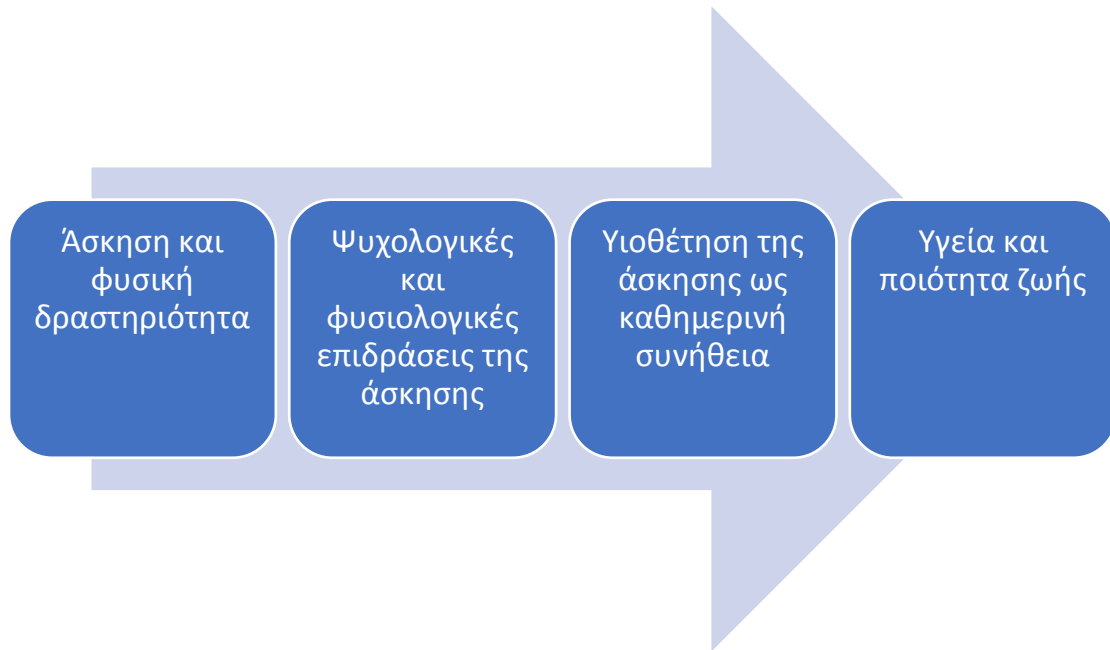 Άσκηση και
φυσική
δραστηριότητα
Ψυχολογικές
και
φυσιολογικές
επιδράσεις της
άσκησης
Υιοθέτηση της
άσκησης ως
καθημερινή
συνήθεια
Υγεία και
ποιότητα ζωής